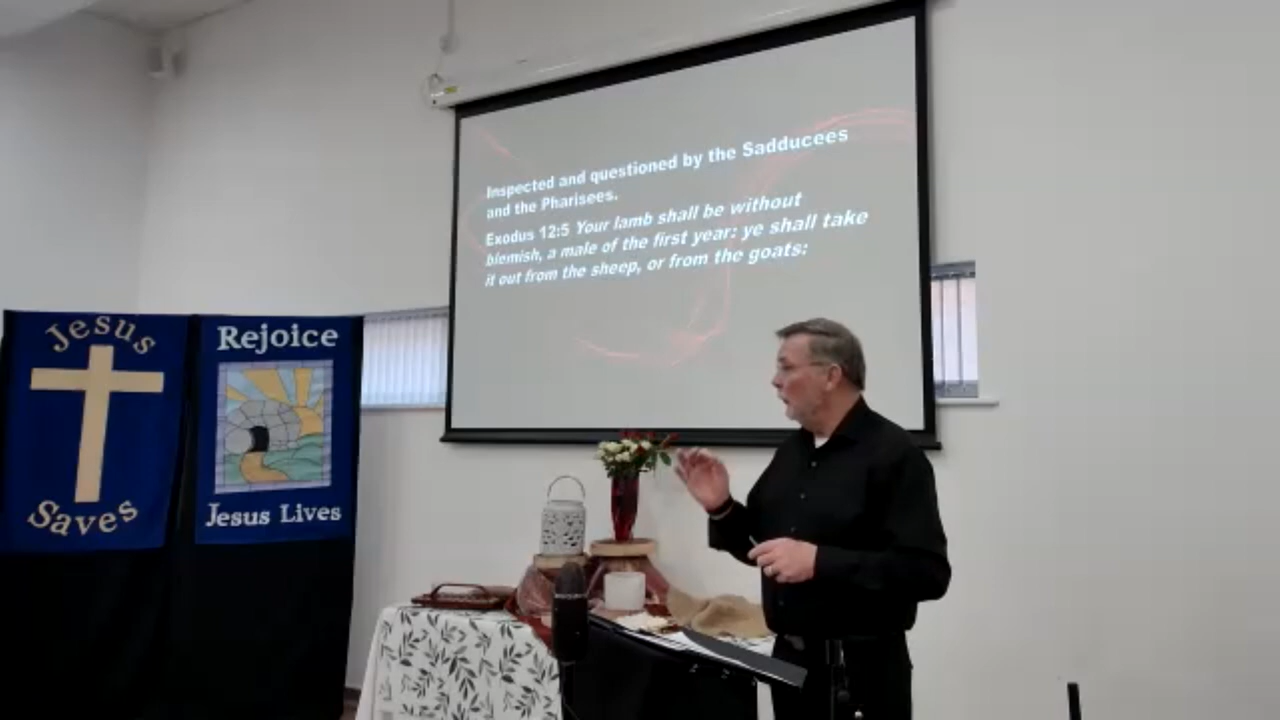 Inspected and questioned by the Sadducees
and the Pharisees.
Exodus 12:5 Your lamb shall be without
blemish, a male of the first year: ye shall take
it out from the sheep, or from the goats:
Jesus
Saves
Rejoice
Jesus Lives